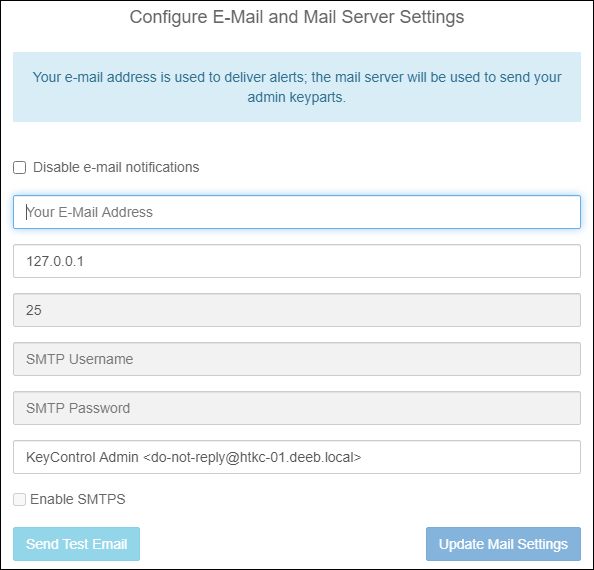 Configure E-Mail and Mail Server Settings
Your e-mail address is used to deliver alerts; the mail server will be used to send your
admin keyparts.
Disable e-mail notifications
Your E-Mail Address
127.0.0.1
25
SMTP Username
SMTP Password
KeyControl Admin <do-not-reply@htkc-01.deeb.local>
Enable SMTPS
Send Test Email
Update Mail Settings